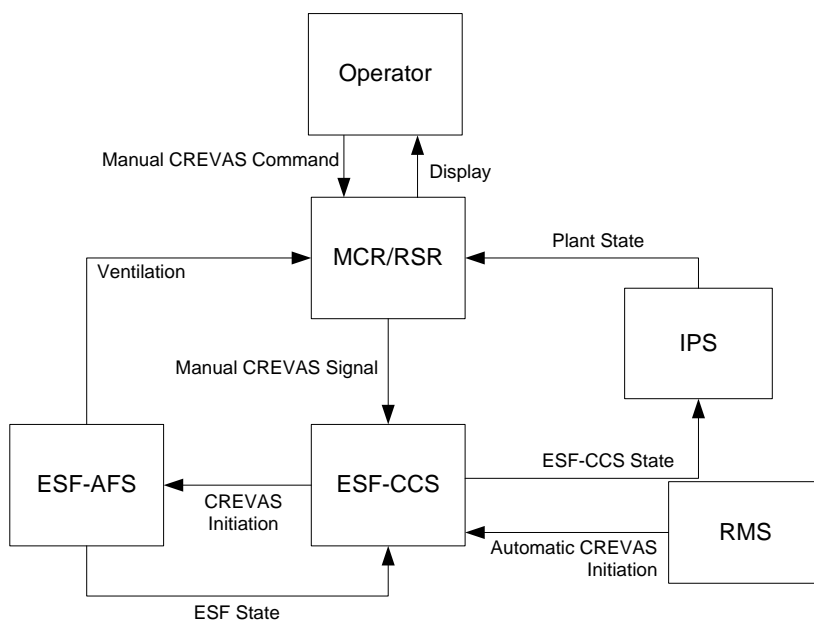 Operator
Manual CREVAS Command
Display
MCR/RSR
Plant State
Ventilation
IPS
Manual CREVAS Signal
ESF-AFS
ESF-CCS
ESF-CCS State
CREVAS
Initiation
RMS
Automatic CREVAS
Initiation
ESF State